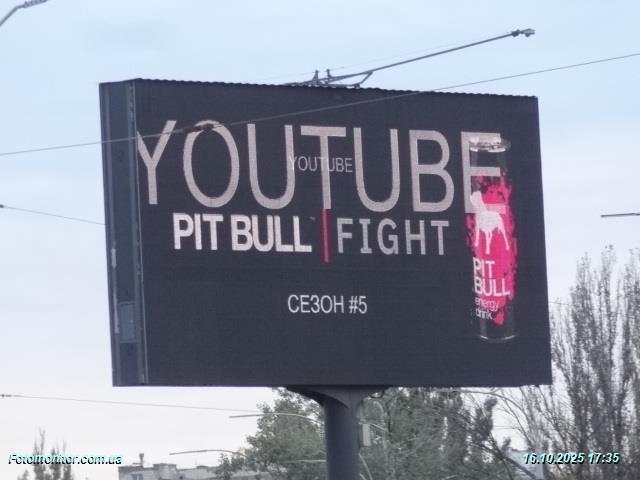 YOUTUBE
YOUTUBE
PIT BULL | FIGHT
СЕЗОН #5
PIT
BULL
energy
drink
Fotomonitor.com.ua
16.10.2025 17:35